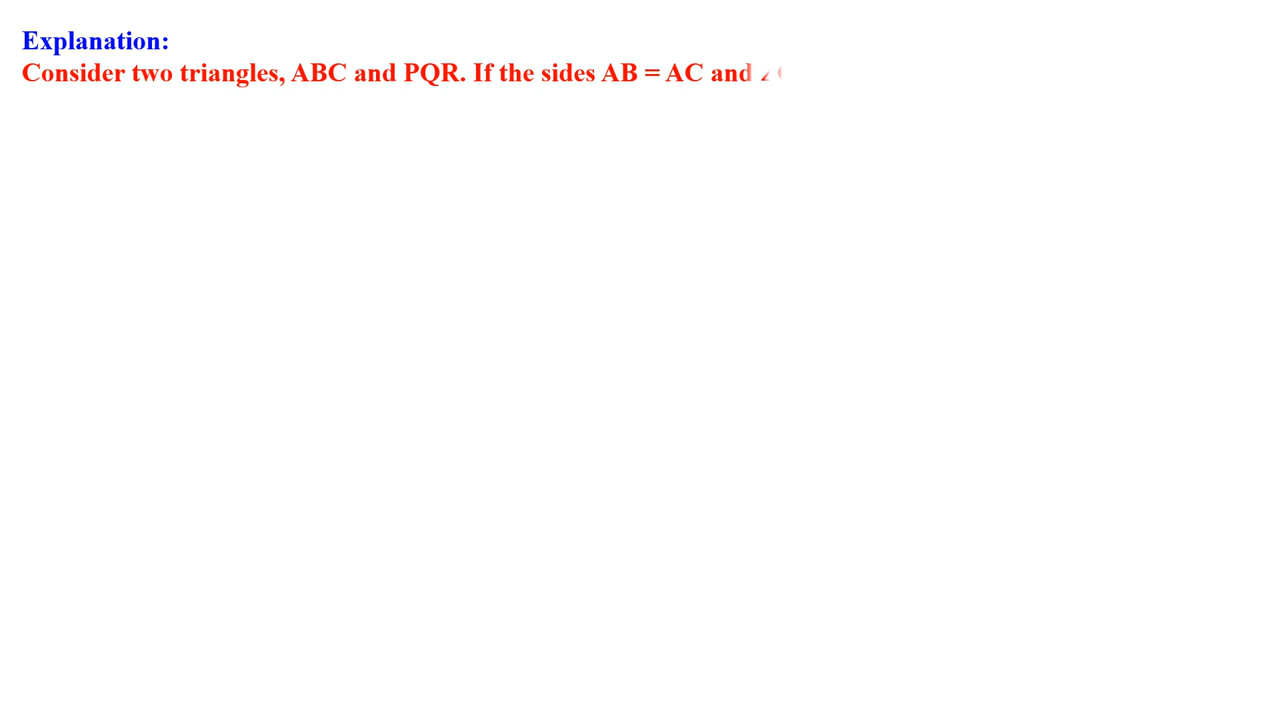 Explanation:
Consider two triangles, ABC and PQR. If the sides AB = AC and ∠